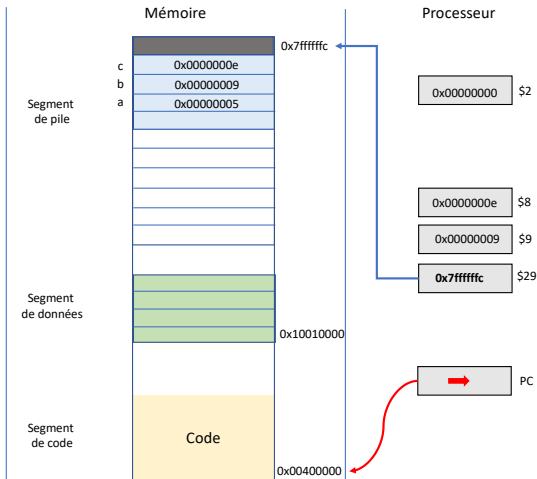 Mémoire
Processeur
0x7ffffffc
c 0x0000000e
b 0x00000009
a 0x00000005
Segment
de pile
0x00000000 $2
0x0000000e $8
0x00000009 $9
0x7ffffffc $29
Segment
de données
0x10010000
PC
Segment
de code
Code
0x00400000